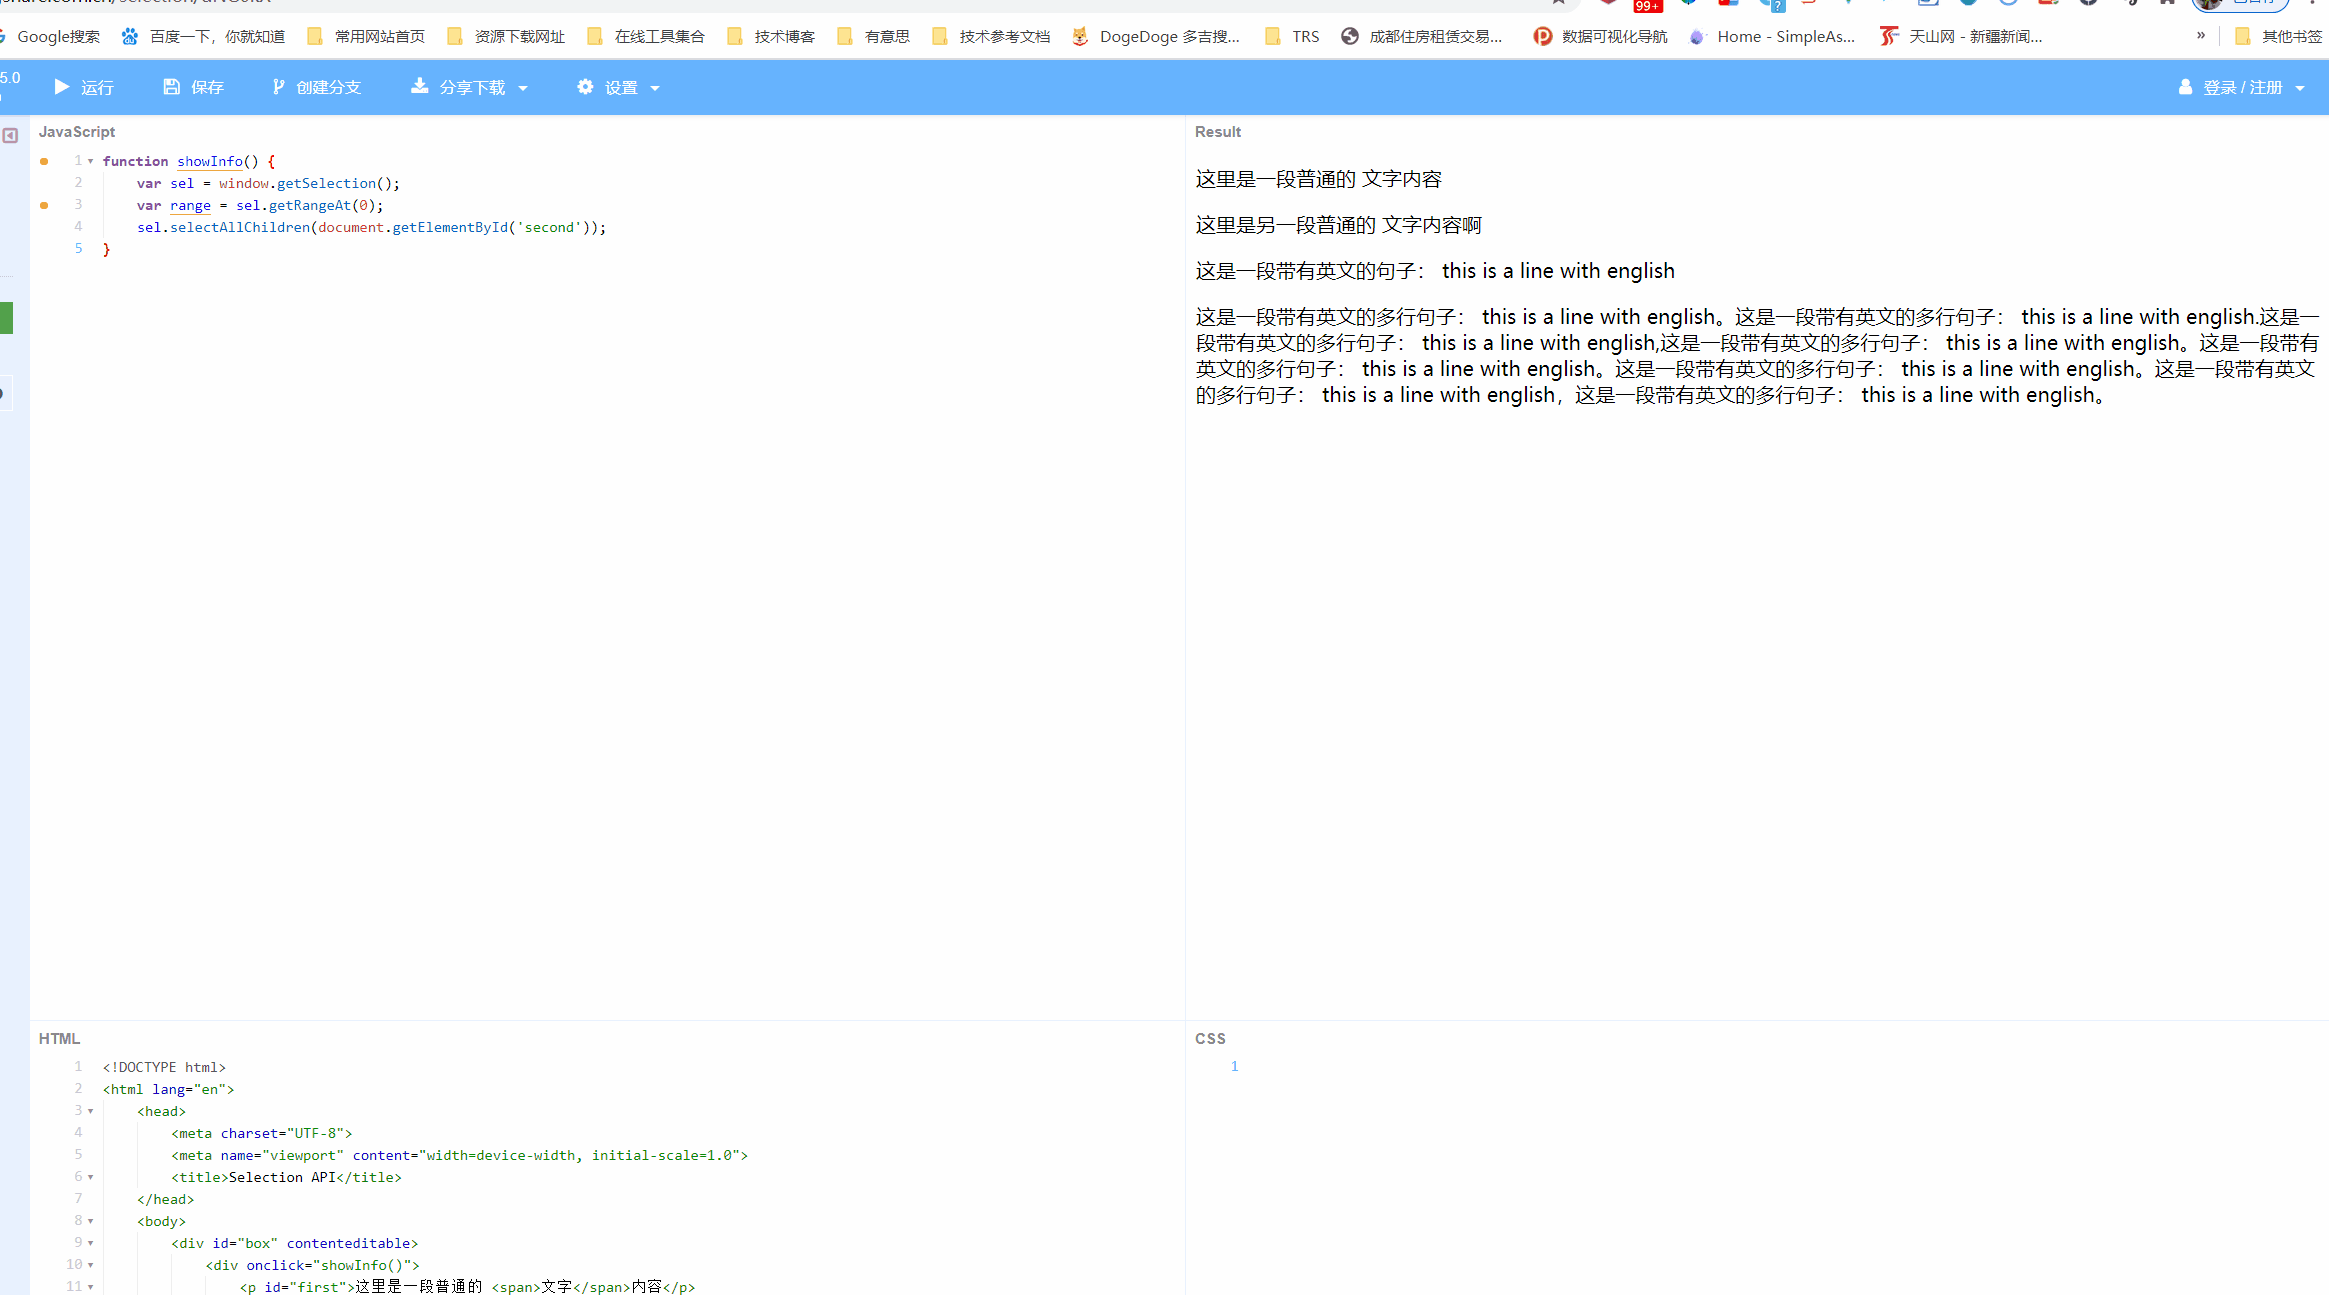 99+
Google搜索 百度一下，你就知道 常用网站首页 资源下载网址 在线工具集合 技术博客 有意思 技术参考文档 DogeDoge 多吉搜... TRS 成都住房租赁交易... 数据可视化导航 Home - SimpleAs... 天山网 - 新疆新闻... » 其他书签
5.0 运行 保存 创建分支 分享下载 设置 登录 / 注册
JavaScript
1 function showInfo() {
2 var sel = window.getSelection();
3 var range = sel.getRangeAt(0);
4 sel.selectAllChildren(document.getElementById('second'));
5 }
Result
这里是一段普通的 文字内容
这里是另一段普通的 文字内容啊
这是一段带有英文的句子： this is a line with english
这是一段带有英文的多行句子： this is a line with english。这是一段带有英文的多行句子： this is a line with english.这是一
段带有英文的多行句子： this is a line with english,这是一段带有英文的多行句子： this is a line with english。这是一段带有
英文的多行句子： this is a line with english。这是一段带有英文的多行句子： this is a line with english。这是一段带有英文
的多行句子： this is a line with english，这是一段带有英文的多行句子： this is a line with english。
HTML
1 <!DOCTYPE html>
2 <html lang="en">
3 <head>
4 <meta charset="UTF-8">
5 <meta name="viewport" content="width=device-width, initial-scale=1.0">
6 <title>Selection API</title>
7 </head>
8 <body>
9 <div id="box" contenteditable>
10 <div onclick="showInfo()">
11 <p id="first">这里是一段普通的 <span>文字</span>内容</p>
CSS
1